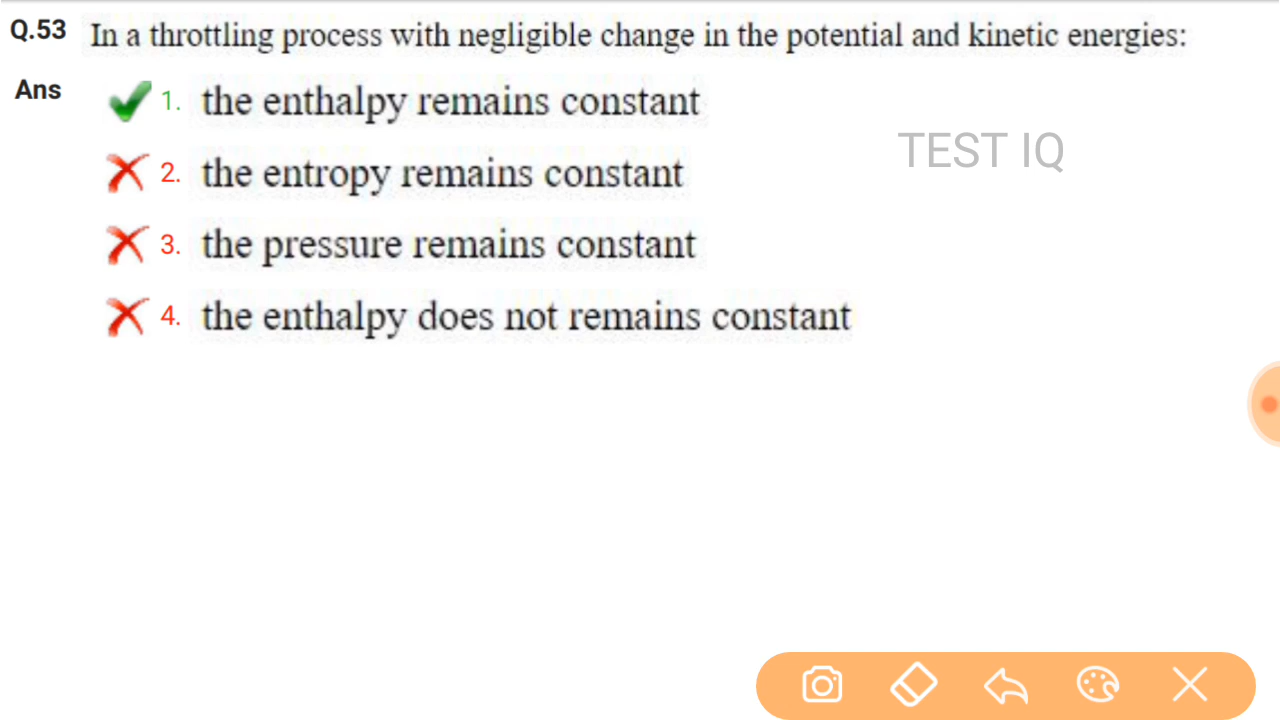 Q.53 In a throttling process with negligible change in the potential and kinetic energies:
Ans 1. the enthalpy remains constant
TEST IQ
2. the entropy remains constant
3. the pressure remains constant
4. the enthalpy does not remains constant